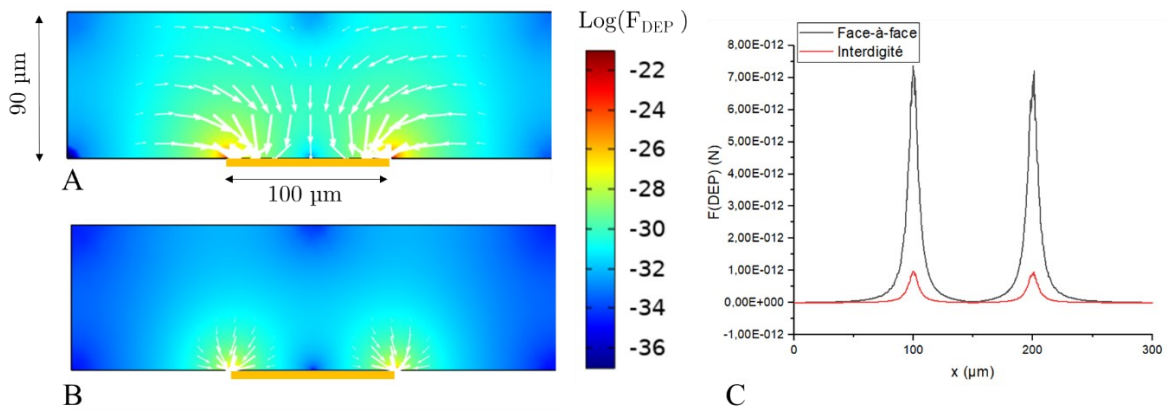 90 µm
A
100 µm
B
Log(F_DEP )
-22
-24
-26
-28
-30
-32
-34
-36
Face-à-face
Interdigité
8,00E-012
7,00E-012
6,00E-012
5,00E-012
4,00E-012
3,00E-012
2,00E-012
1,00E-012
0,00E+000
-1,00E-012
F(DEP) (N)
0 100 200 300
x (µm)
C